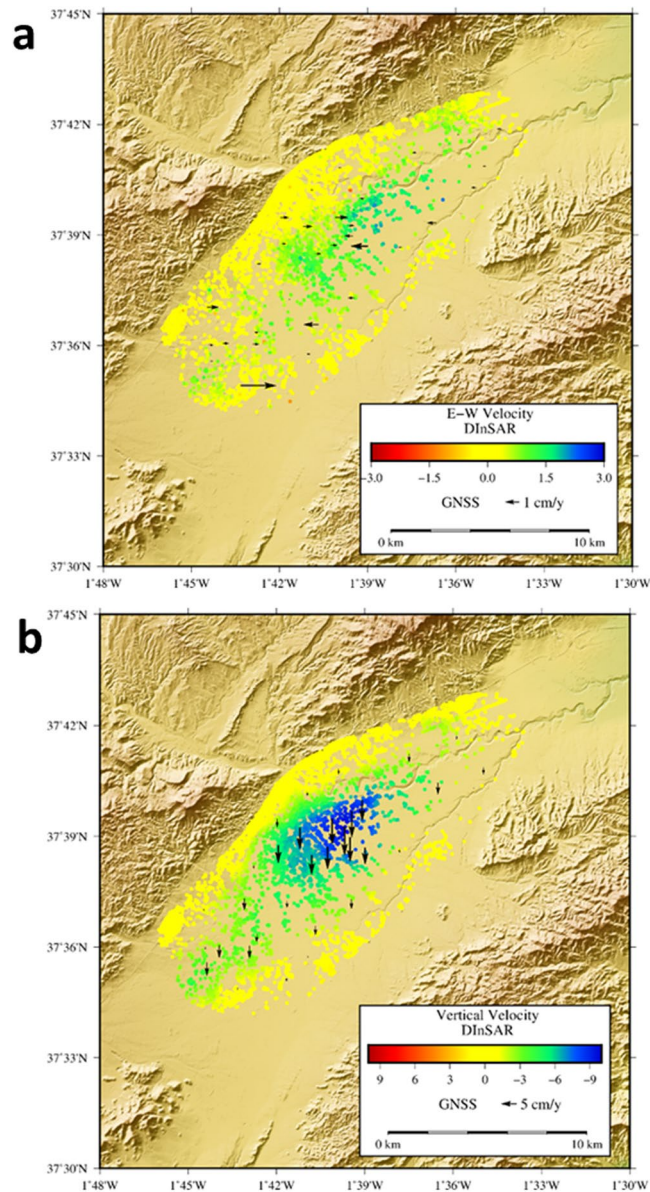 a
37°45'N
37°42'N
37°39'N
37°36'N
37°33'N
37°30'N
1°48'W 1°45'W 1°42'W 1°39'W 1°36'W 1°33'W 1°30'W
E-W Velocity
DInSAR
-3.0 -1.5 0.0 1.5 3.0
GNSS 1 cm/y
0 km 10 km
b
37°45'N
37°42'N
37°39'N
37°36'N
37°33'N
37°30'N
1°48'W 1°45'W 1°42'W 1°39'W 1°36'W 1°33'W 1°30'W
Vertical Velocity
DInSAR
9 6 3 0 -3 -6 -9
GNSS 5 cm/y
0 km 10 km